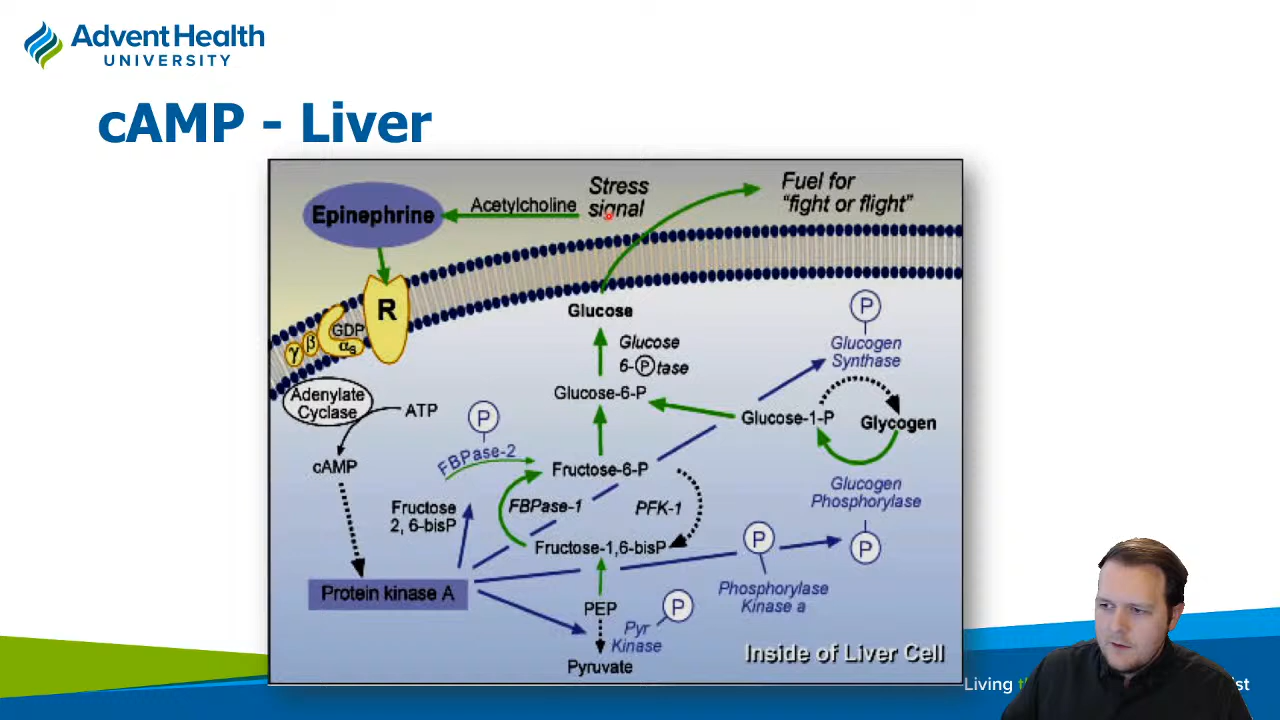 AdventHealth
UNIVERSITY
cAMP - Liver
Stress
signal
Acetylcholine
Epinephrine
Fuel for
"fight or flight"
R
GDP
γ β αs
Adenylate
Cyclase
ATP
cAMP
Protein kinase A
Glucose
Glucose
6-Ptase
Glucose-6-P
P
Glucogen
Synthase
Glucose-1-P
Glycogen
P
FBPase-2
Fructose-6-P
Fructose
2, 6-bisP
FBPase-1
PFK-1
Glucogen
Phosphorylase
P
Fructose-1,6-bisP
P
Phosphorylase
Kinase a
PEP
P
Pyr
Kinase
Pyruvate
Inside of Liver Cell
Living